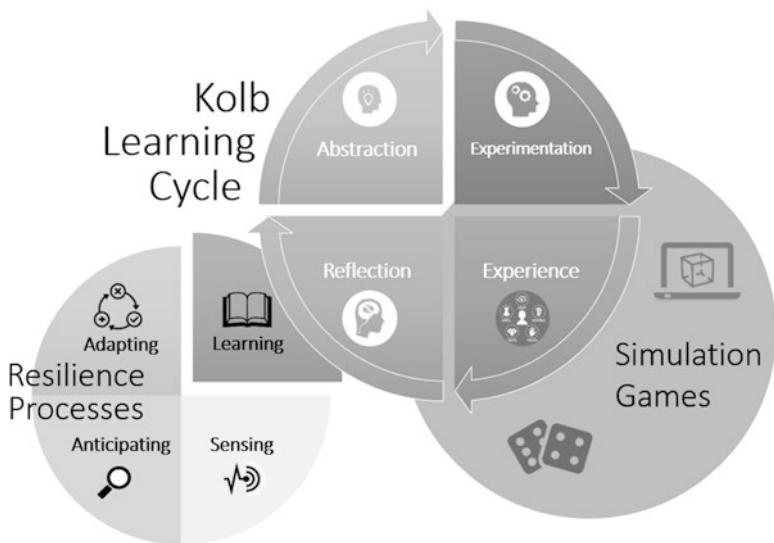 Kolb
Learning
Cycle
Abstraction
Experimentation
Reflection
Experience
Adapting
Learning
Resilience
Processes
Anticipating
Sensing
Simulation
Games